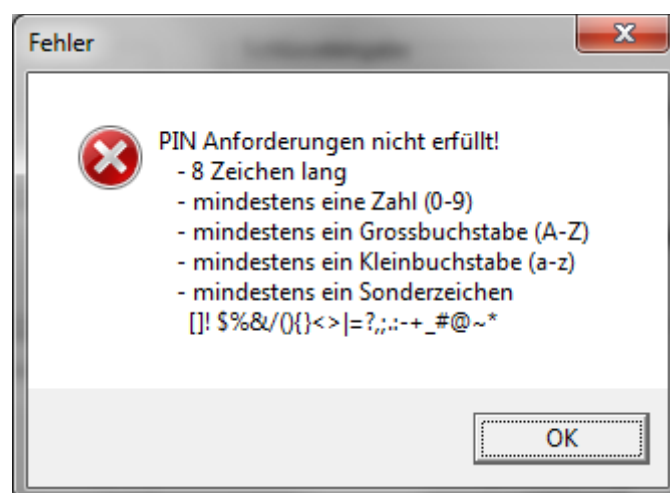 Fehler
PIN Anforderungen nicht erfüllt!
- 8 Zeichen lang
- mindestens eine Zahl (0-9)
- mindestens ein Grossbuchstabe (A-Z)
- mindestens ein Kleinbuchstabe (a-z)
- mindestens ein Sonderzeichen
[]! $%&/(){}<>|=?,;.:-+_#@~*
OK